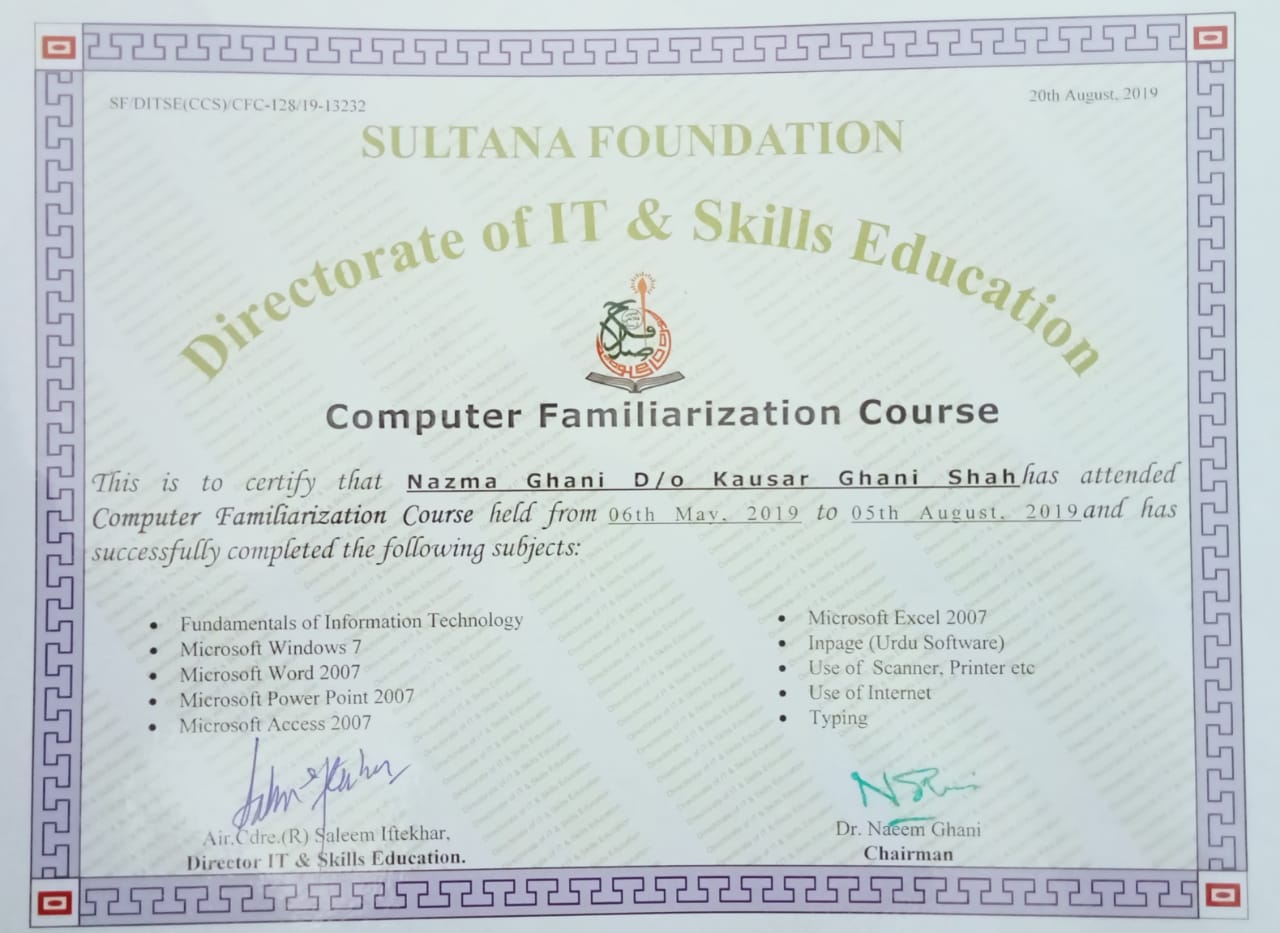 SF/DITSE(CCS)/CFC-128/19-13232
20th August, 2019
SULTANA FOUNDATION
Directorate of IT & Skills Education
Computer Familiarization Course
This is to certify that Nazma Ghani D/o Kausar Ghani Shah has attended
Computer Familiarization Course held from 06th May, 2019 to 05th August, 2019 and has
successfully completed the following subjects:
• Fundamentals of Information Technology
• Microsoft Windows 7
• Microsoft Word 2007
• Microsoft Power Point 2007
• Microsoft Access 2007
• Microsoft Excel 2007
• Inpage (Urdu Software)
• Use of Scanner, Printer etc
• Use of Internet
• Typing
Air.Cdre.(R) Saleem Iftekhar,
Director IT & Skills Education.
Dr. Naeem Ghani
Chairman